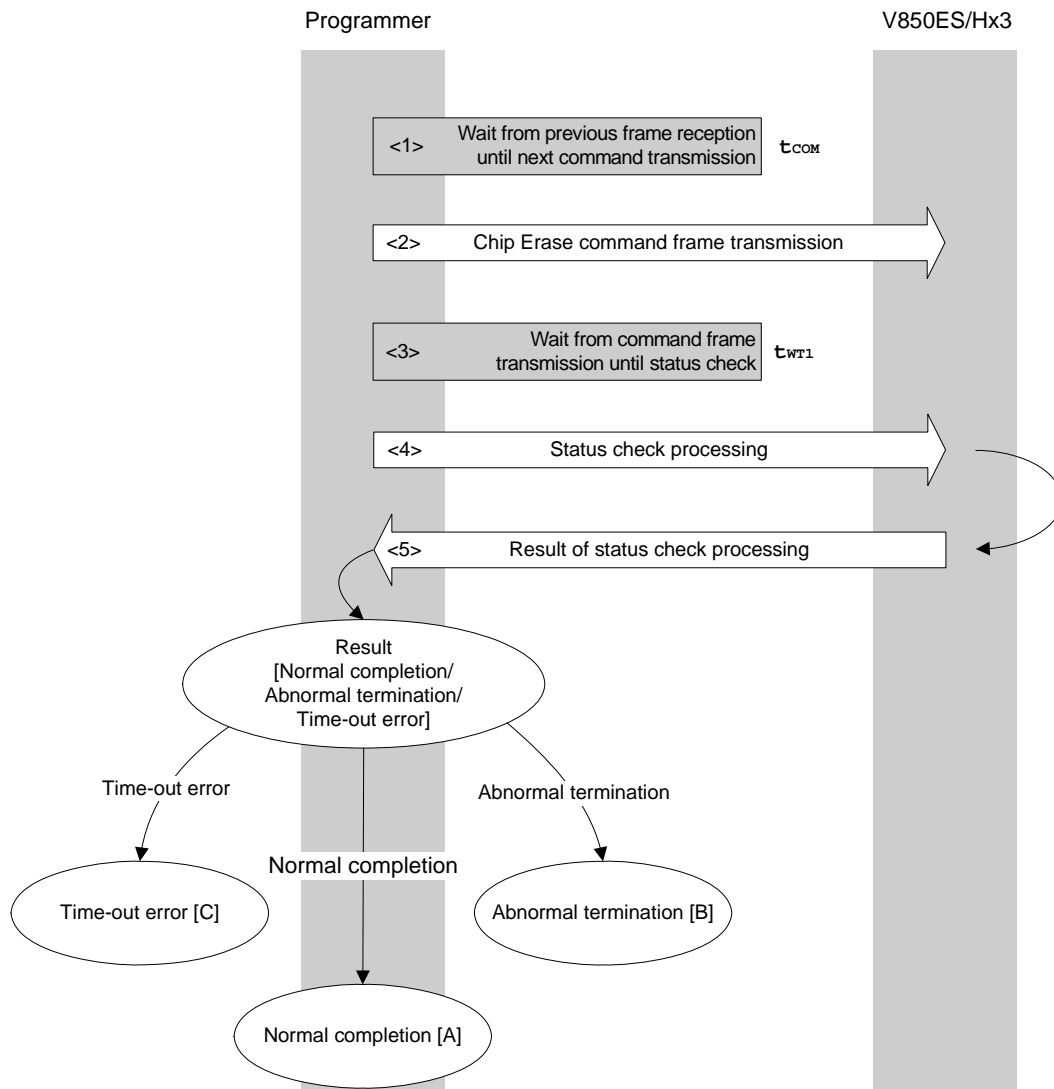 Programmer
V850ES/Hx3
<1>
Wait from previous frame reception
until next command transmission
tCOM
<2>
Chip Erase command frame transmission
<3>
Wait from command frame
transmission until status check
tWT1
<4>
Status check processing
<5>
Result of status check processing
Result
[Normal completion/
Abnormal termination/
Time-out error]
Time-out error
Abnormal termination
Normal completion
Time-out error [C]
Abnormal termination [B]
Normal completion [A]